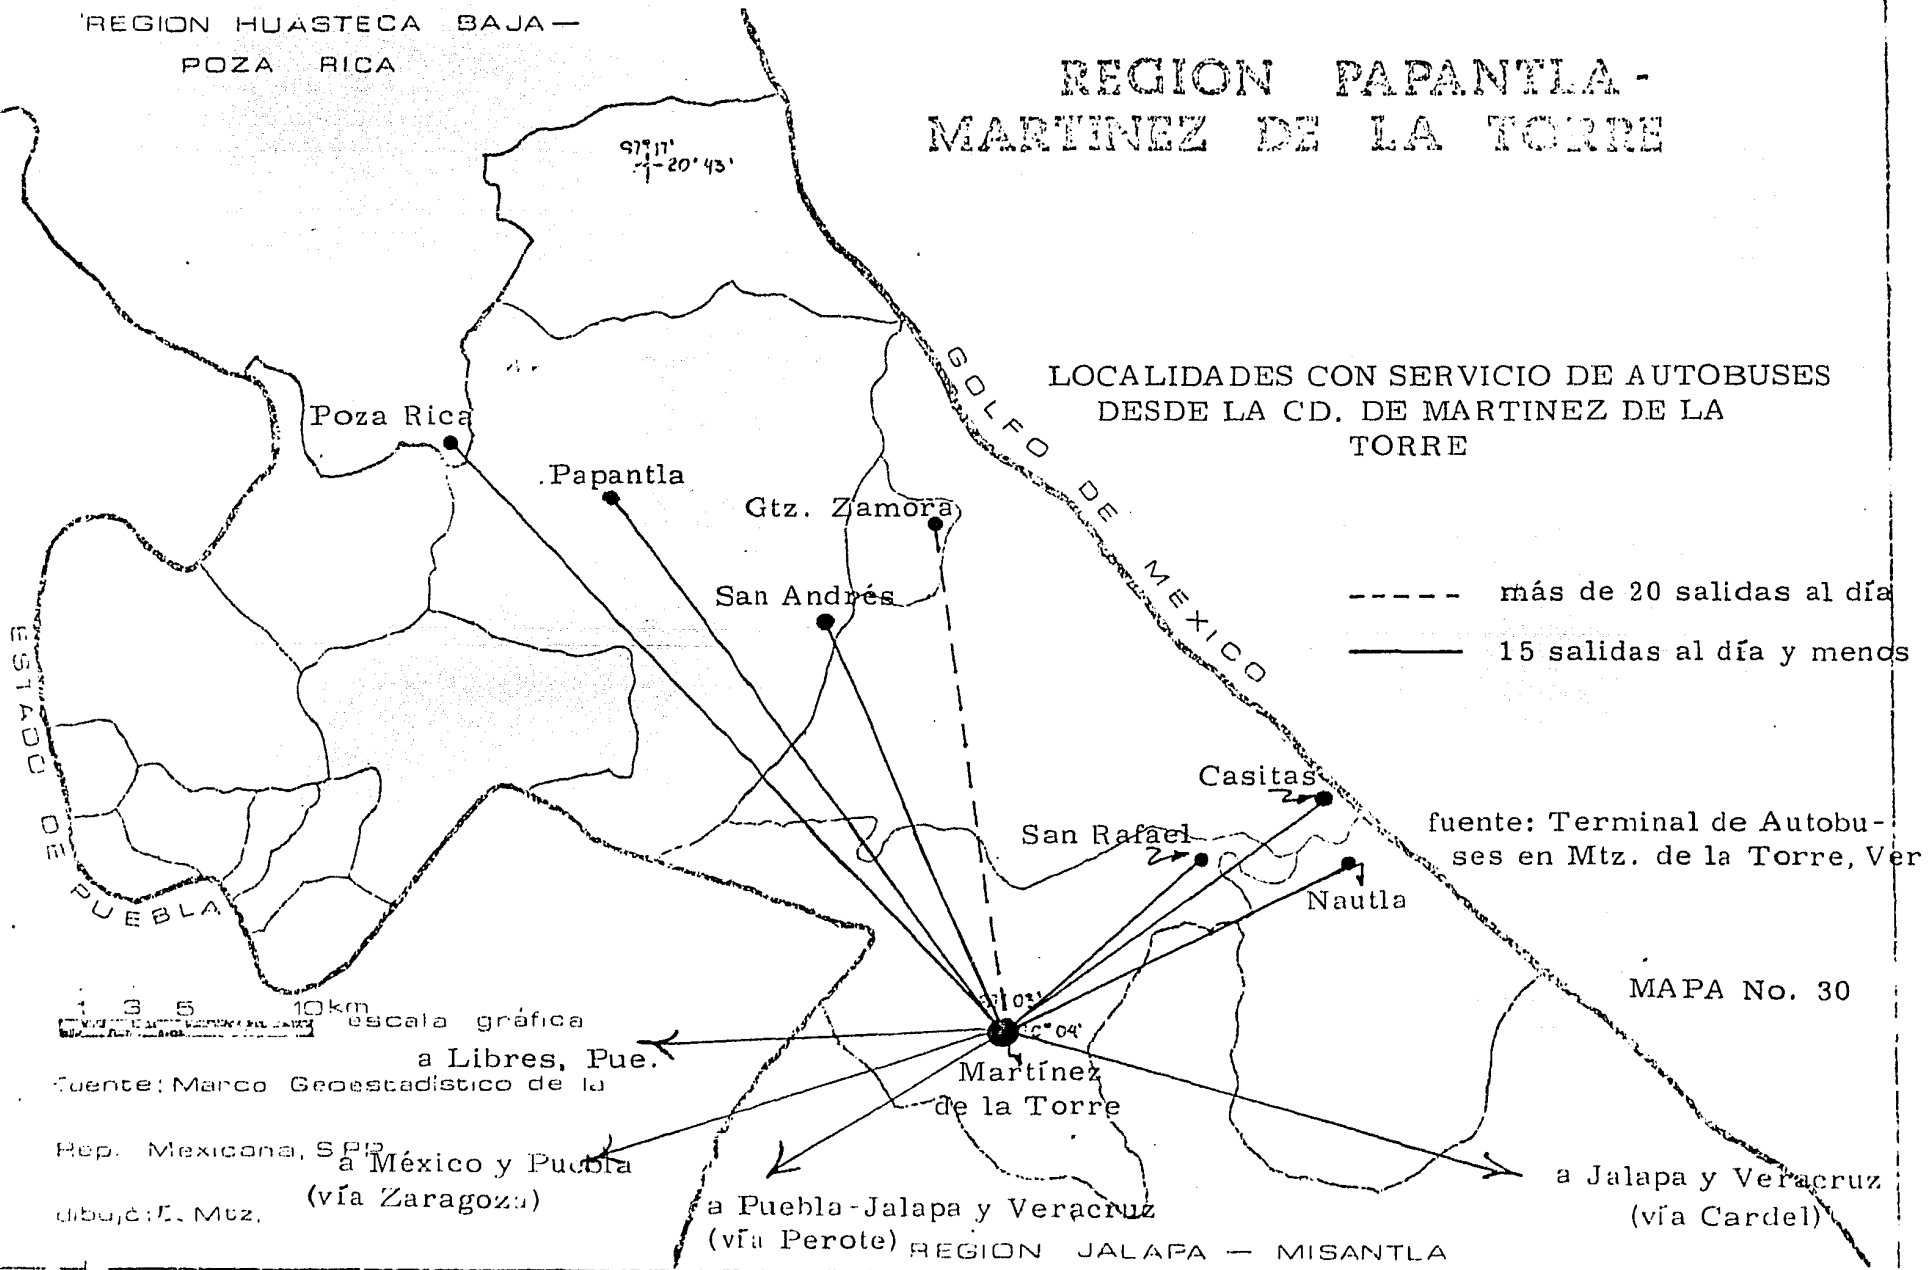 REGION HUASTECA BAJA —
POZA RICA
REGION PAPANTLA -
MARTINEZ DE LA TORRE
97°17'
20°43'
LOCALIDADES CON SERVICIO DE AUTOBUSES
DESDE LA CD. DE MARTINEZ DE LA
TORRE
GOLFO DE MEXICO
Poza Rica
Papantla
Gtz. Zamora
San Andrés
más de 20 salidas al día
15 salidas al día y menos
ESTADO DE PUEBLA
Casitas
San Rafael
Nautla
fuente: Terminal de Autobu-
ses en Mtz. de la Torre, Ver
MAPA No. 30
1 3 5 10km
escala gráfica
04'
Martínez
de la Torre
a Libres, Pue.
fuente: Marco Geoestadístico de la
Rep. Mexicana, SPP
a México y Puebla
(vía Zaragoza)
dibujó: Mtz.
a Puebla-Jalapa y Veracruz
(vía Perote)
a Jalapa y Veracruz
(vía Cardel)
REGION JALAPA — MISANTLA